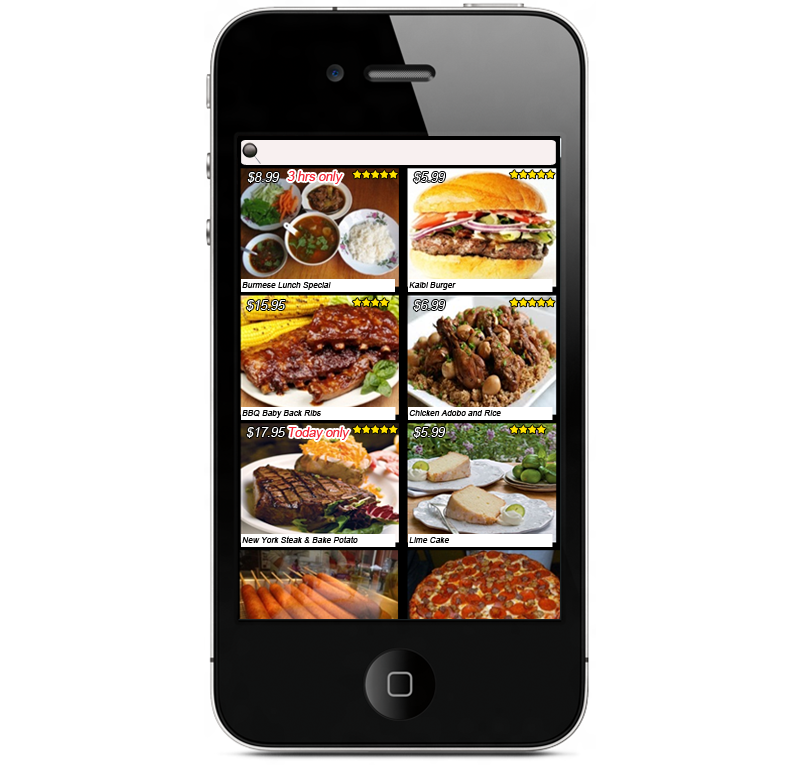 $8.99 3 hrs only
Burmese Lunch Special
$5.99
Kalbi Burger
$15.95
BBQ Baby Back Ribs
$6.99
Chicken Adobo and Rice
$17.95 Today only
New York Steak & Bake Potato
$5.99
Lime Cake